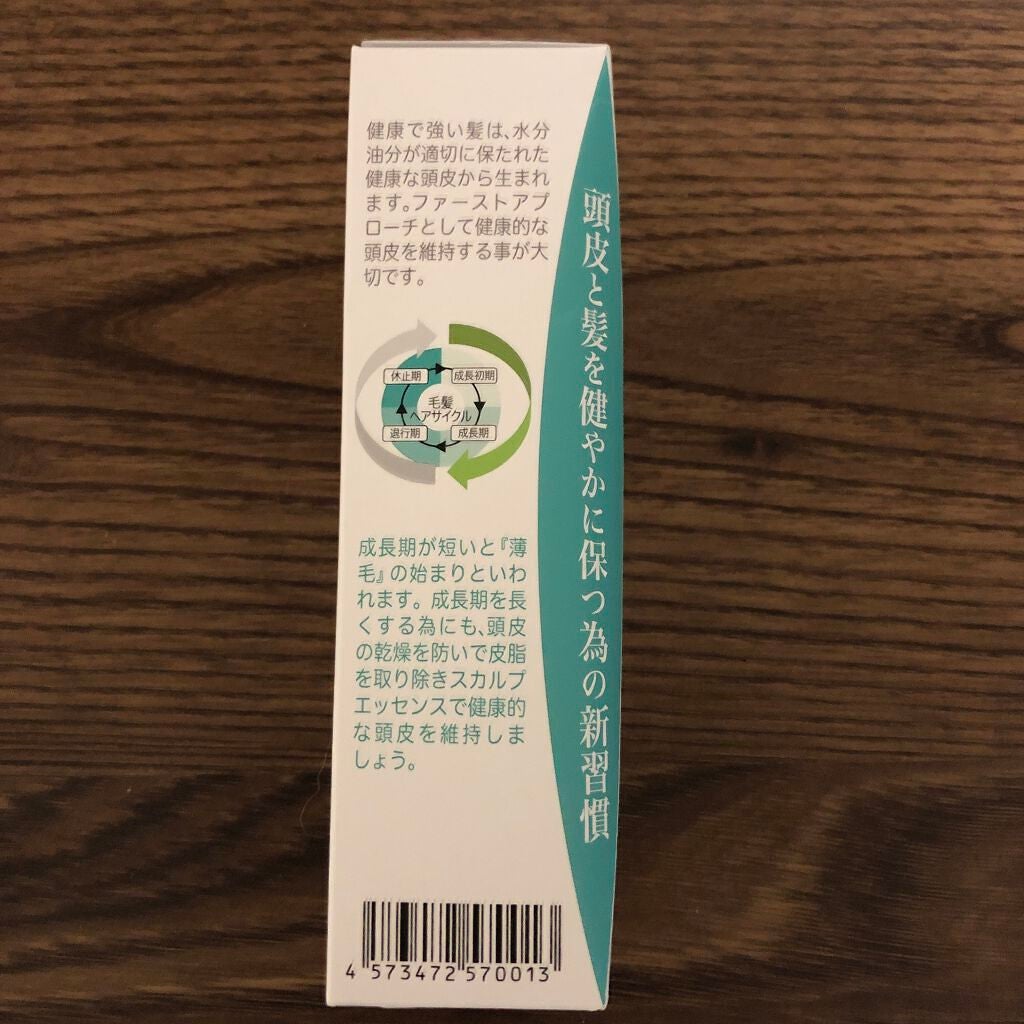 健康で強い髪は、水分
油分が適切に保たれた
健康な頭皮から生まれ
ます。ファーストアプ
ローチとして健康的な
頭皮を維持する事が大
切です。
休止期
成長初期
毛髪
ヘアサイクル
退行期
成長期
成長期が短いと『薄
毛』の始まりといわ
れます。成長期を長
くする為にも、頭皮
の乾燥を防いで皮脂
を取り除きスカルプ
エッセンスで健康的
な頭皮を維持しま
しょう。
頭皮と髪を健やかに保つ為の新習慣
4 573472 570013